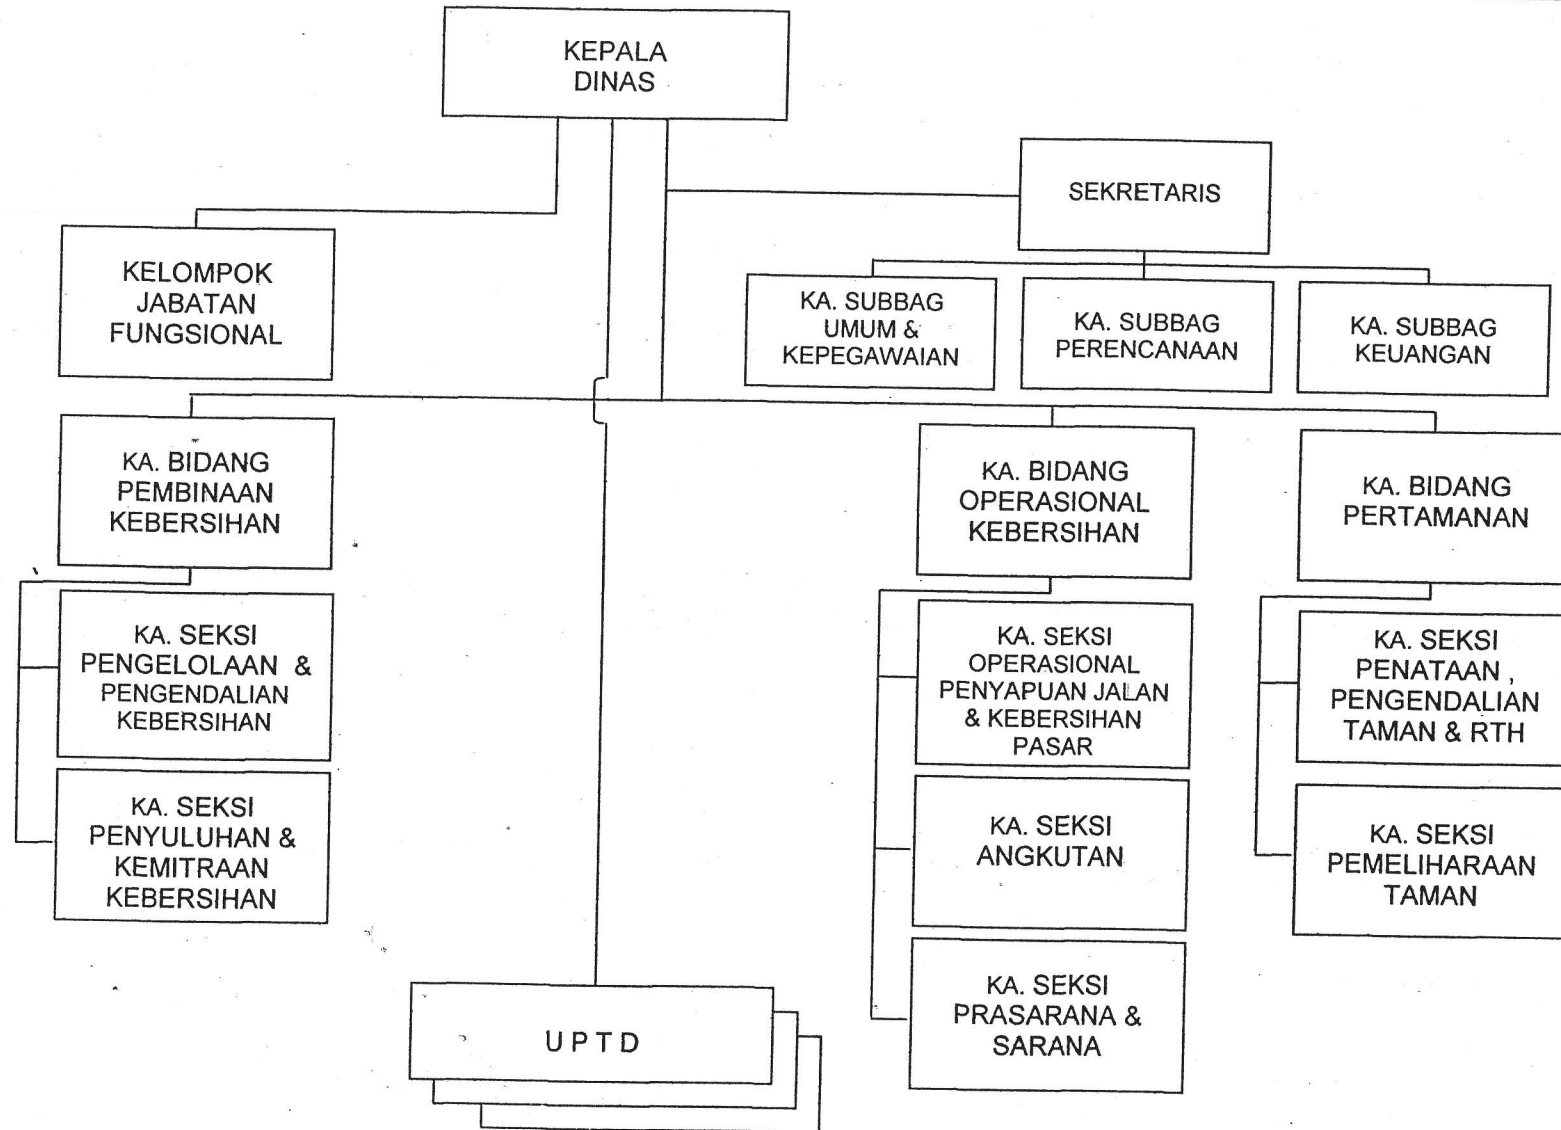 KEPALA
DINAS
SEKRETARIS
KELOMPOK
JABATAN
FUNGSIONAL
KA. SUBBAG
UMUM &
KEPEGAWAIAN
KA. SUBBAG
PERENCANAAN
KA. SUBBAG
KEUANGAN
KA. BIDANG
PEMBINAAN
KEBERSIHAN
KA. BIDANG
OPERASIONAL
KEBERSIHAN
KA. BIDANG
PERTAMANAN
KA. SEKSI
PENGELOLAAN &
PENGENDALIAN
KEBERSIHAN
KA. SEKSI
OPERASIONAL
PENYAPUAN JALAN
& KEBERSIHAN
PASAR
KA. SEKSI
PENATAAN ,
PENGENDALIAN
TAMAN & RTH
KA. SEKSI
PENYULUHAN &
KEMITRAAN
KEBERSIHAN
KA. SEKSI
ANGKUTAN
KA. SEKSI
PEMELIHARAAN
TAMAN
KA. SEKSI
PRASARANA &
SARANA
U P T D